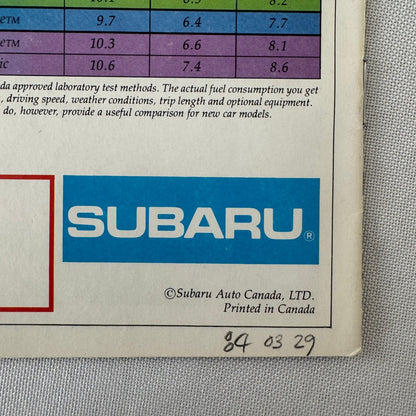 9.7 6.4 7.7
e™ 10.3 6.6 8.1
ic 10.6 7.4 8.6
da approved laboratory test methods. The actual fuel consumption you get
, driving speed, weather conditions, trip length and optional equipment.
do, however, provide a useful comparison for new car models.
SUBARU®
©Subaru Auto Canada, LTD.
Printed in Canada
84 03 29